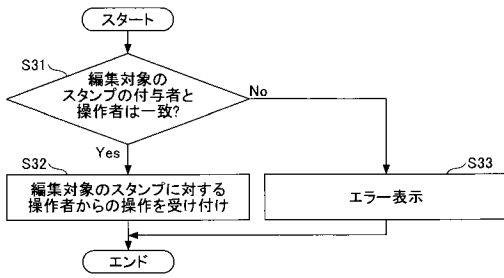 スタート
S31
編集対象の
スタンプの付与者と
操作者は一致?
No
Yes
S32
編集対象のスタンプに対する
操作者からの操作を受け付け
S33
エラー表示
エンド